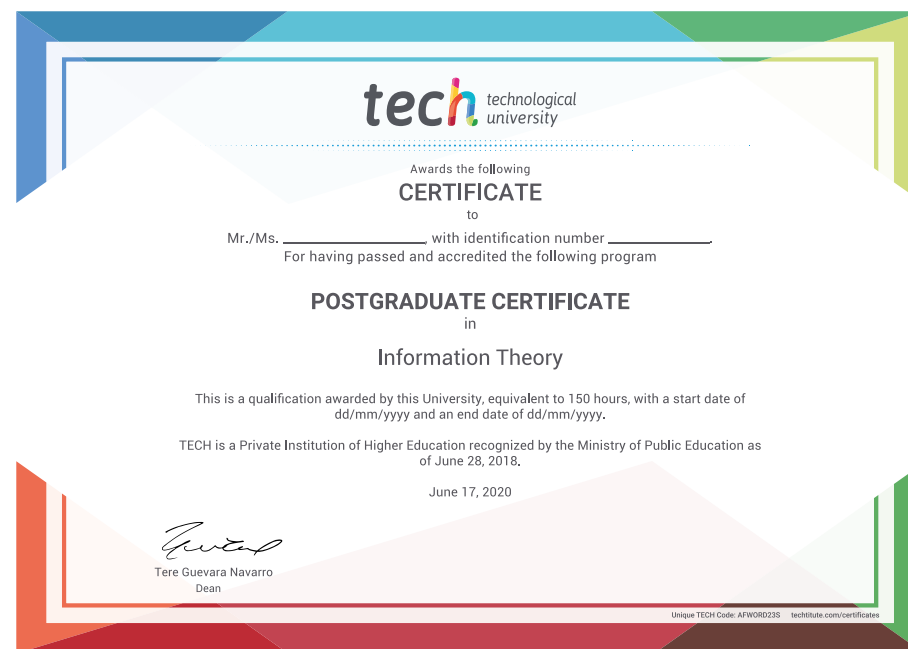 tech technological
university
Awards the following
CERTIFICATE
to
Mr./Ms. ____________________, with identification number ______________.
For having passed and accredited the following program
POSTGRADUATE CERTIFICATE
in
Information Theory
This is a qualification awarded by this University, equivalent to 150 hours, with a start date of
dd/mm/yyyy and an end date of dd/mm/yyyy.
TECH is a Private Institution of Higher Education recognized by the Ministry of Public Education as
of June 28, 2018.
June 17, 2020
Tere Guevara Navarro
Dean
Unique TECH Code: AFWORD23S techtitute.com/certificates